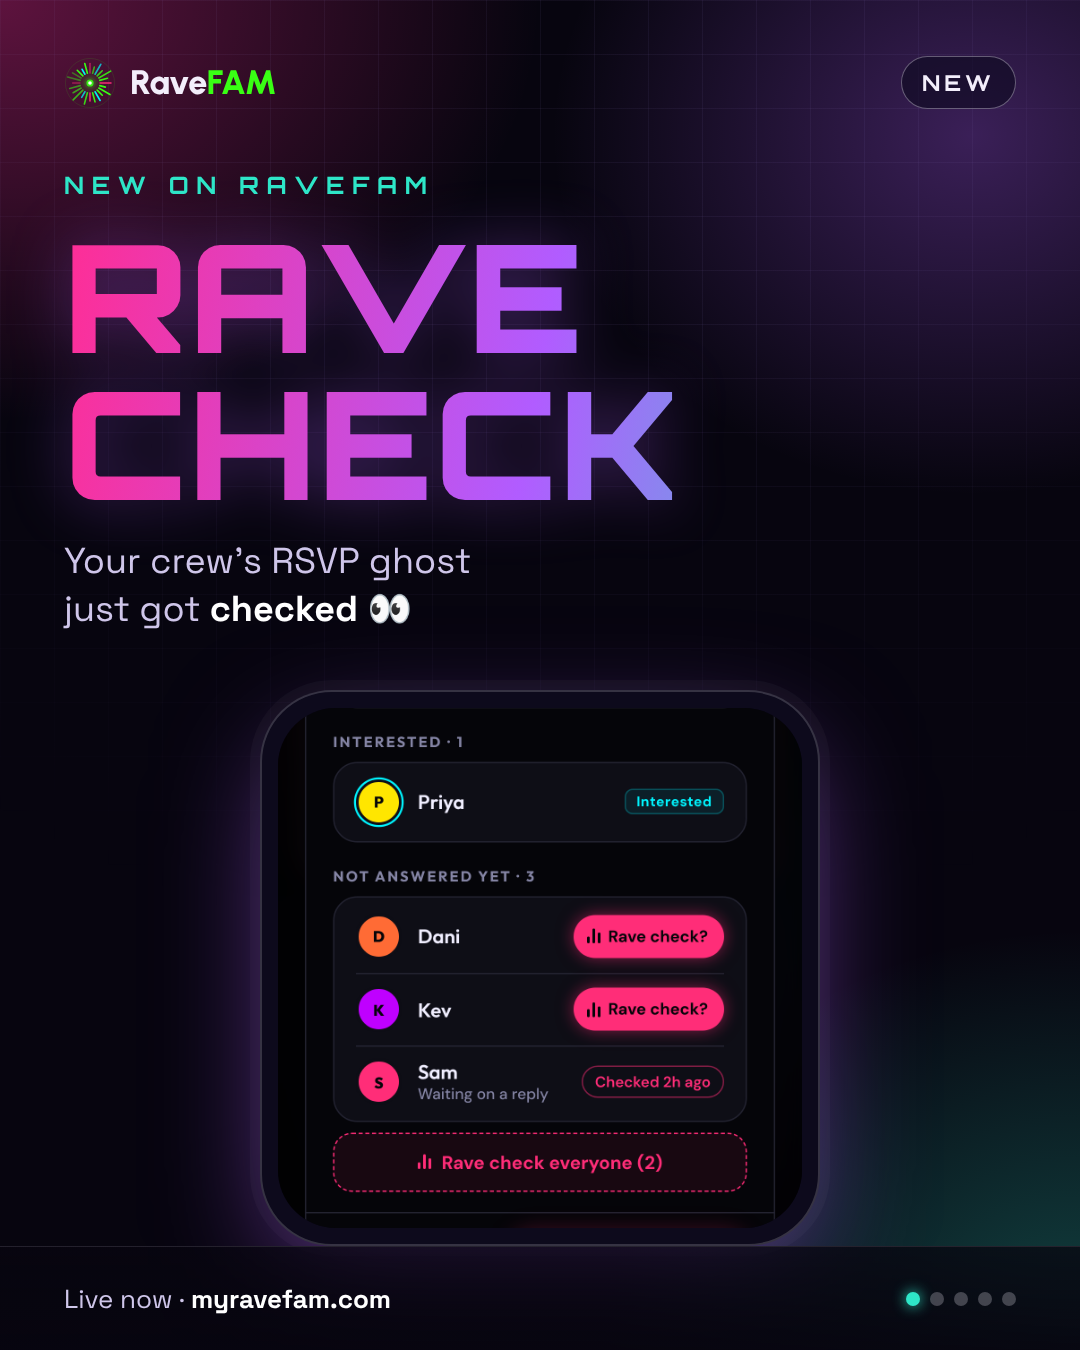 RaveFAM
NEW
NEW ON RAVEFAM
RAVE
CHECK
Your crew’s RSVP ghost
just got checked 👀
INTERESTED · 1
P Priya Interested
NOT ANSWERED YET · 3
D Dani Rave check?
K Kev Rave check?
S Sam Checked 2h ago
Waiting on a reply
Rave check everyone (2)
Live now · myravefam.com